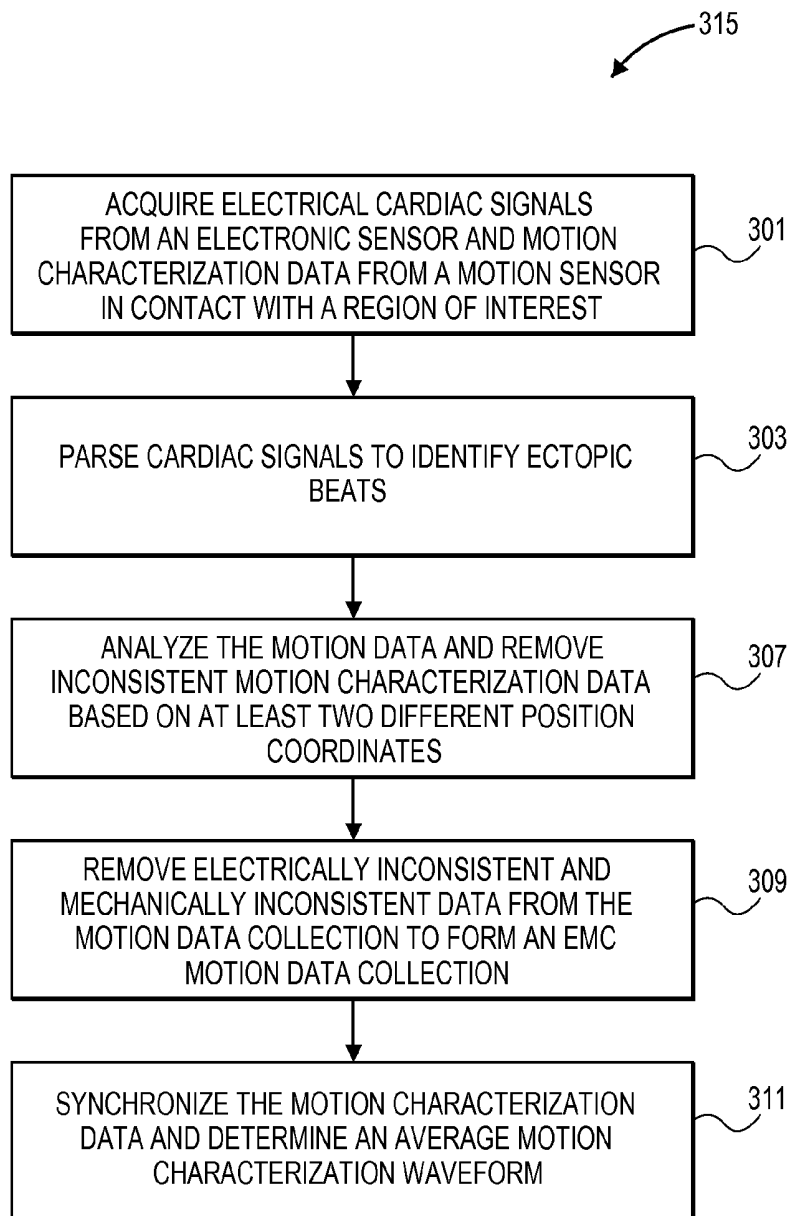 315
ACQUIRE ELECTRICAL CARDIAC SIGNALS
FROM AN ELECTRONIC SENSOR AND MOTION
CHARACTERIZATION DATA FROM A MOTION SENSOR
IN CONTACT WITH A REGION OF INTEREST
301
PARSE CARDIAC SIGNALS TO IDENTIFY ECTOPIC
BEATS
303
ANALYZE THE MOTION DATA AND REMOVE
INCONSISTENT MOTION CHARACTERIZATION DATA
BASED ON AT LEAST TWO DIFFERENT POSITION
COORDINATES
307
REMOVE ELECTRICALLY INCONSISTENT AND
MECHANICALLY INCONSISTENT DATA FROM THE
MOTION DATA COLLECTION TO FORM AN EMC
MOTION DATA COLLECTION
309
SYNCHRONIZE THE MOTION CHARACTERIZATION
DATA AND DETERMINE AN AVERAGE MOTION
CHARACTERIZATION WAVEFORM
311